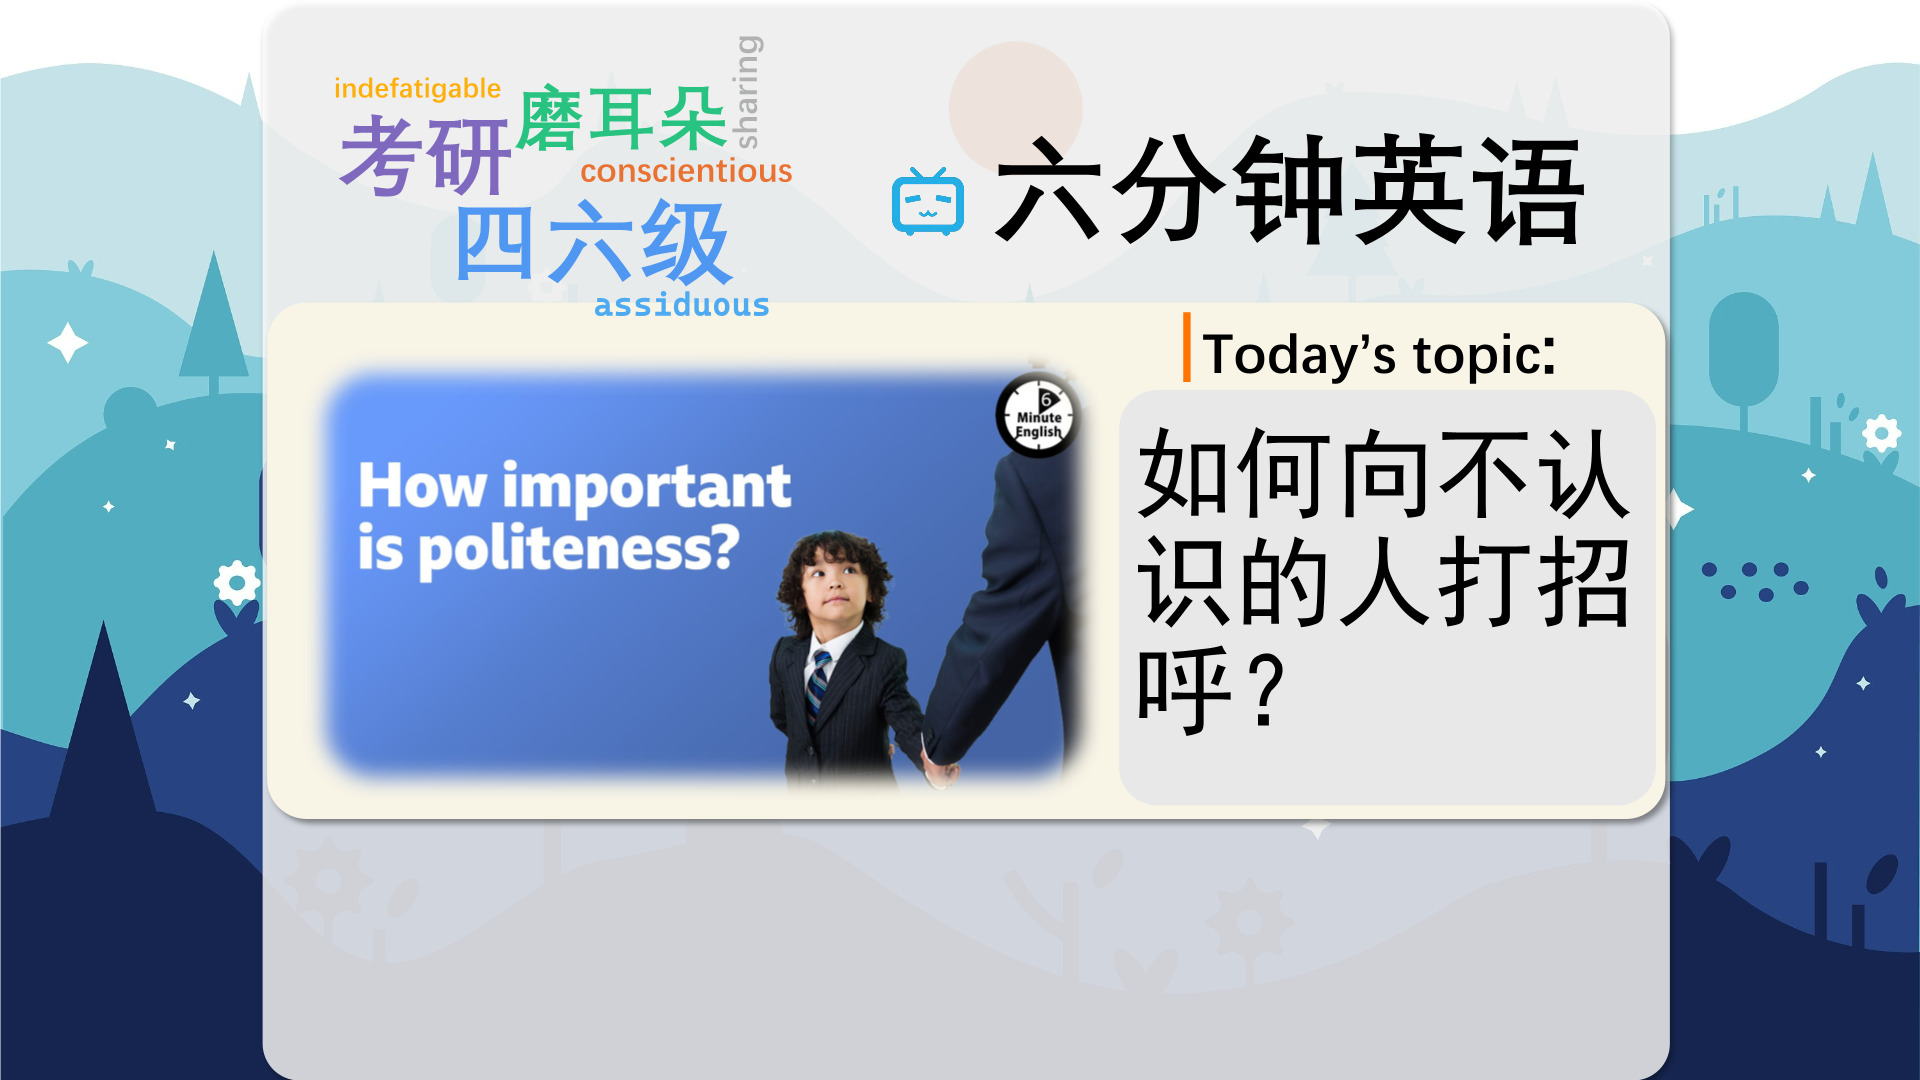 indefatigable
磨耳朵
sharing
考研
conscientious
四六级
assiduous
六分钟英语
Today’s topic:
6
Minute
English
How important
is politeness?
如何向不认
识的人打招
呼？